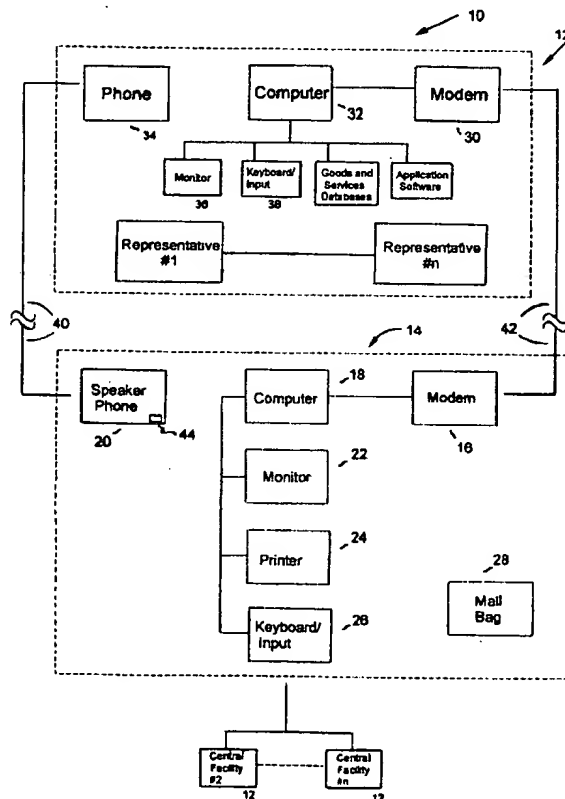 10
12
Phone
Computer
Modem
34
32
30
Monitor
Keyboard/
Input
Goods and
Services
Databases
Application
Software
36
38
Representative
#1
Representative
#n
40
42
14
Speaker
Phone
44
20
Computer
18
Modem
16
Monitor
22
Printer
24
Keyboard/
Input
26
28
Mail
Bag
Central
Facility
#2
Central
Facility
#n
12
12